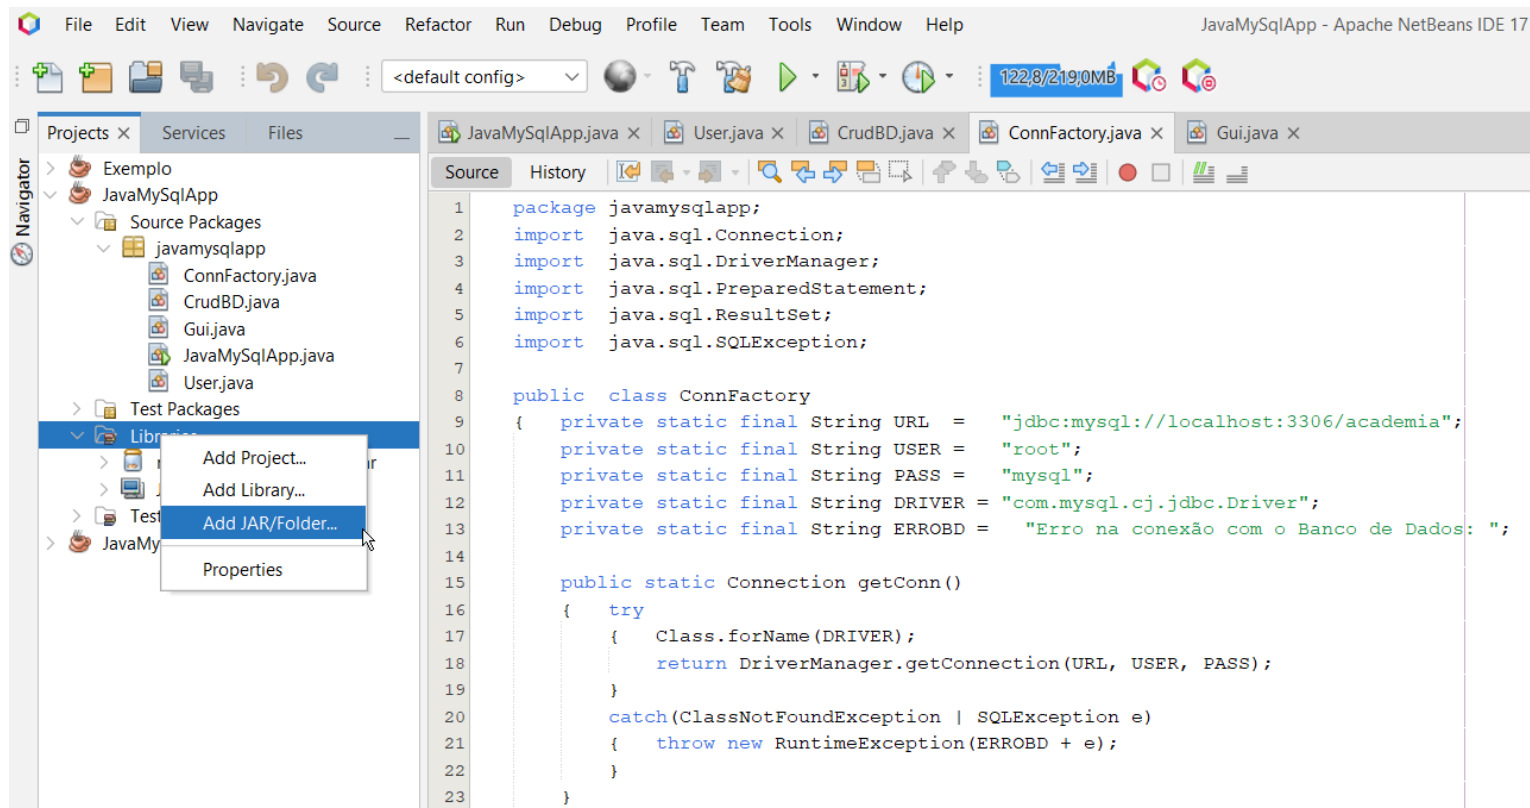 File Edit View Navigate Source Refactor Run Debug Profile Team Tools Window Help JavaMySqlApp - Apache NetBeans IDE 17
<default config> 122,8/219,0MB
Projects Services Files
Navigator
Exemplo
JavaMySqlApp
Source Packages
javamysqlapp
ConnFactory.java
CrudBD.java
Gui.java
JavaMySqlApp.java
User.java
Test Packages
Libraries
Test
JavaMy
Add Project...
Add Library...
Add JAR/Folder...
Properties
JavaMySqlApp.java User.java CrudBD.java ConnFactory.java Gui.java
Source History
1 package javamysqlapp;
2 import java.sql.Connection;
3 import java.sql.DriverManager;
4 import java.sql.PreparedStatement;
5 import java.sql.ResultSet;
6 import java.sql.SQLException;
7
8 public class ConnFactory
9 { private static final String URL = "jdbc:mysql://localhost:3306/academia";
10 private static final String USER = "root";
11 private static final String PASS = "mysql";
12 private static final String DRIVER = "com.mysql.cj.jdbc.Driver";
13 private static final String ERROBD = "Erro na conexão com o Banco de Dados: ";
14
15 public static Connection getConn()
16 { try
17 { Class.forName(DRIVER);
18 return DriverManager.getConnection(URL, USER, PASS);
19 }
20 catch(ClassNotFoundException | SQLException e)
21 { throw new RuntimeException(ERROBD + e);
22 }
23 }